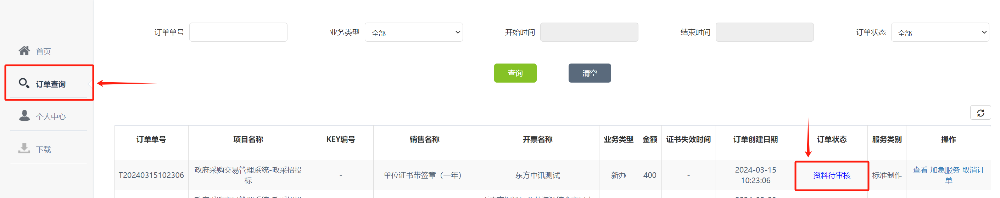 订单单号
业务类型 全部
开始时间
结束时间
订单状态 全部
首页
订单查询
个人中心
下载
查询 清空
订单单号 项目名称 KEY编号 销售名称 开票名称 业务类型 金额 证书失效时间 订单创建日期 订单状态 服务类别 操作
T20240315102306
政府采购交易管理系统-政采招投
标
-
单位证书带签章（一年）
东方中讯测试
新办
400
-
2024-03-15
10:23:06
资料待审核
标准制作
查看 加急服务 取消订
单